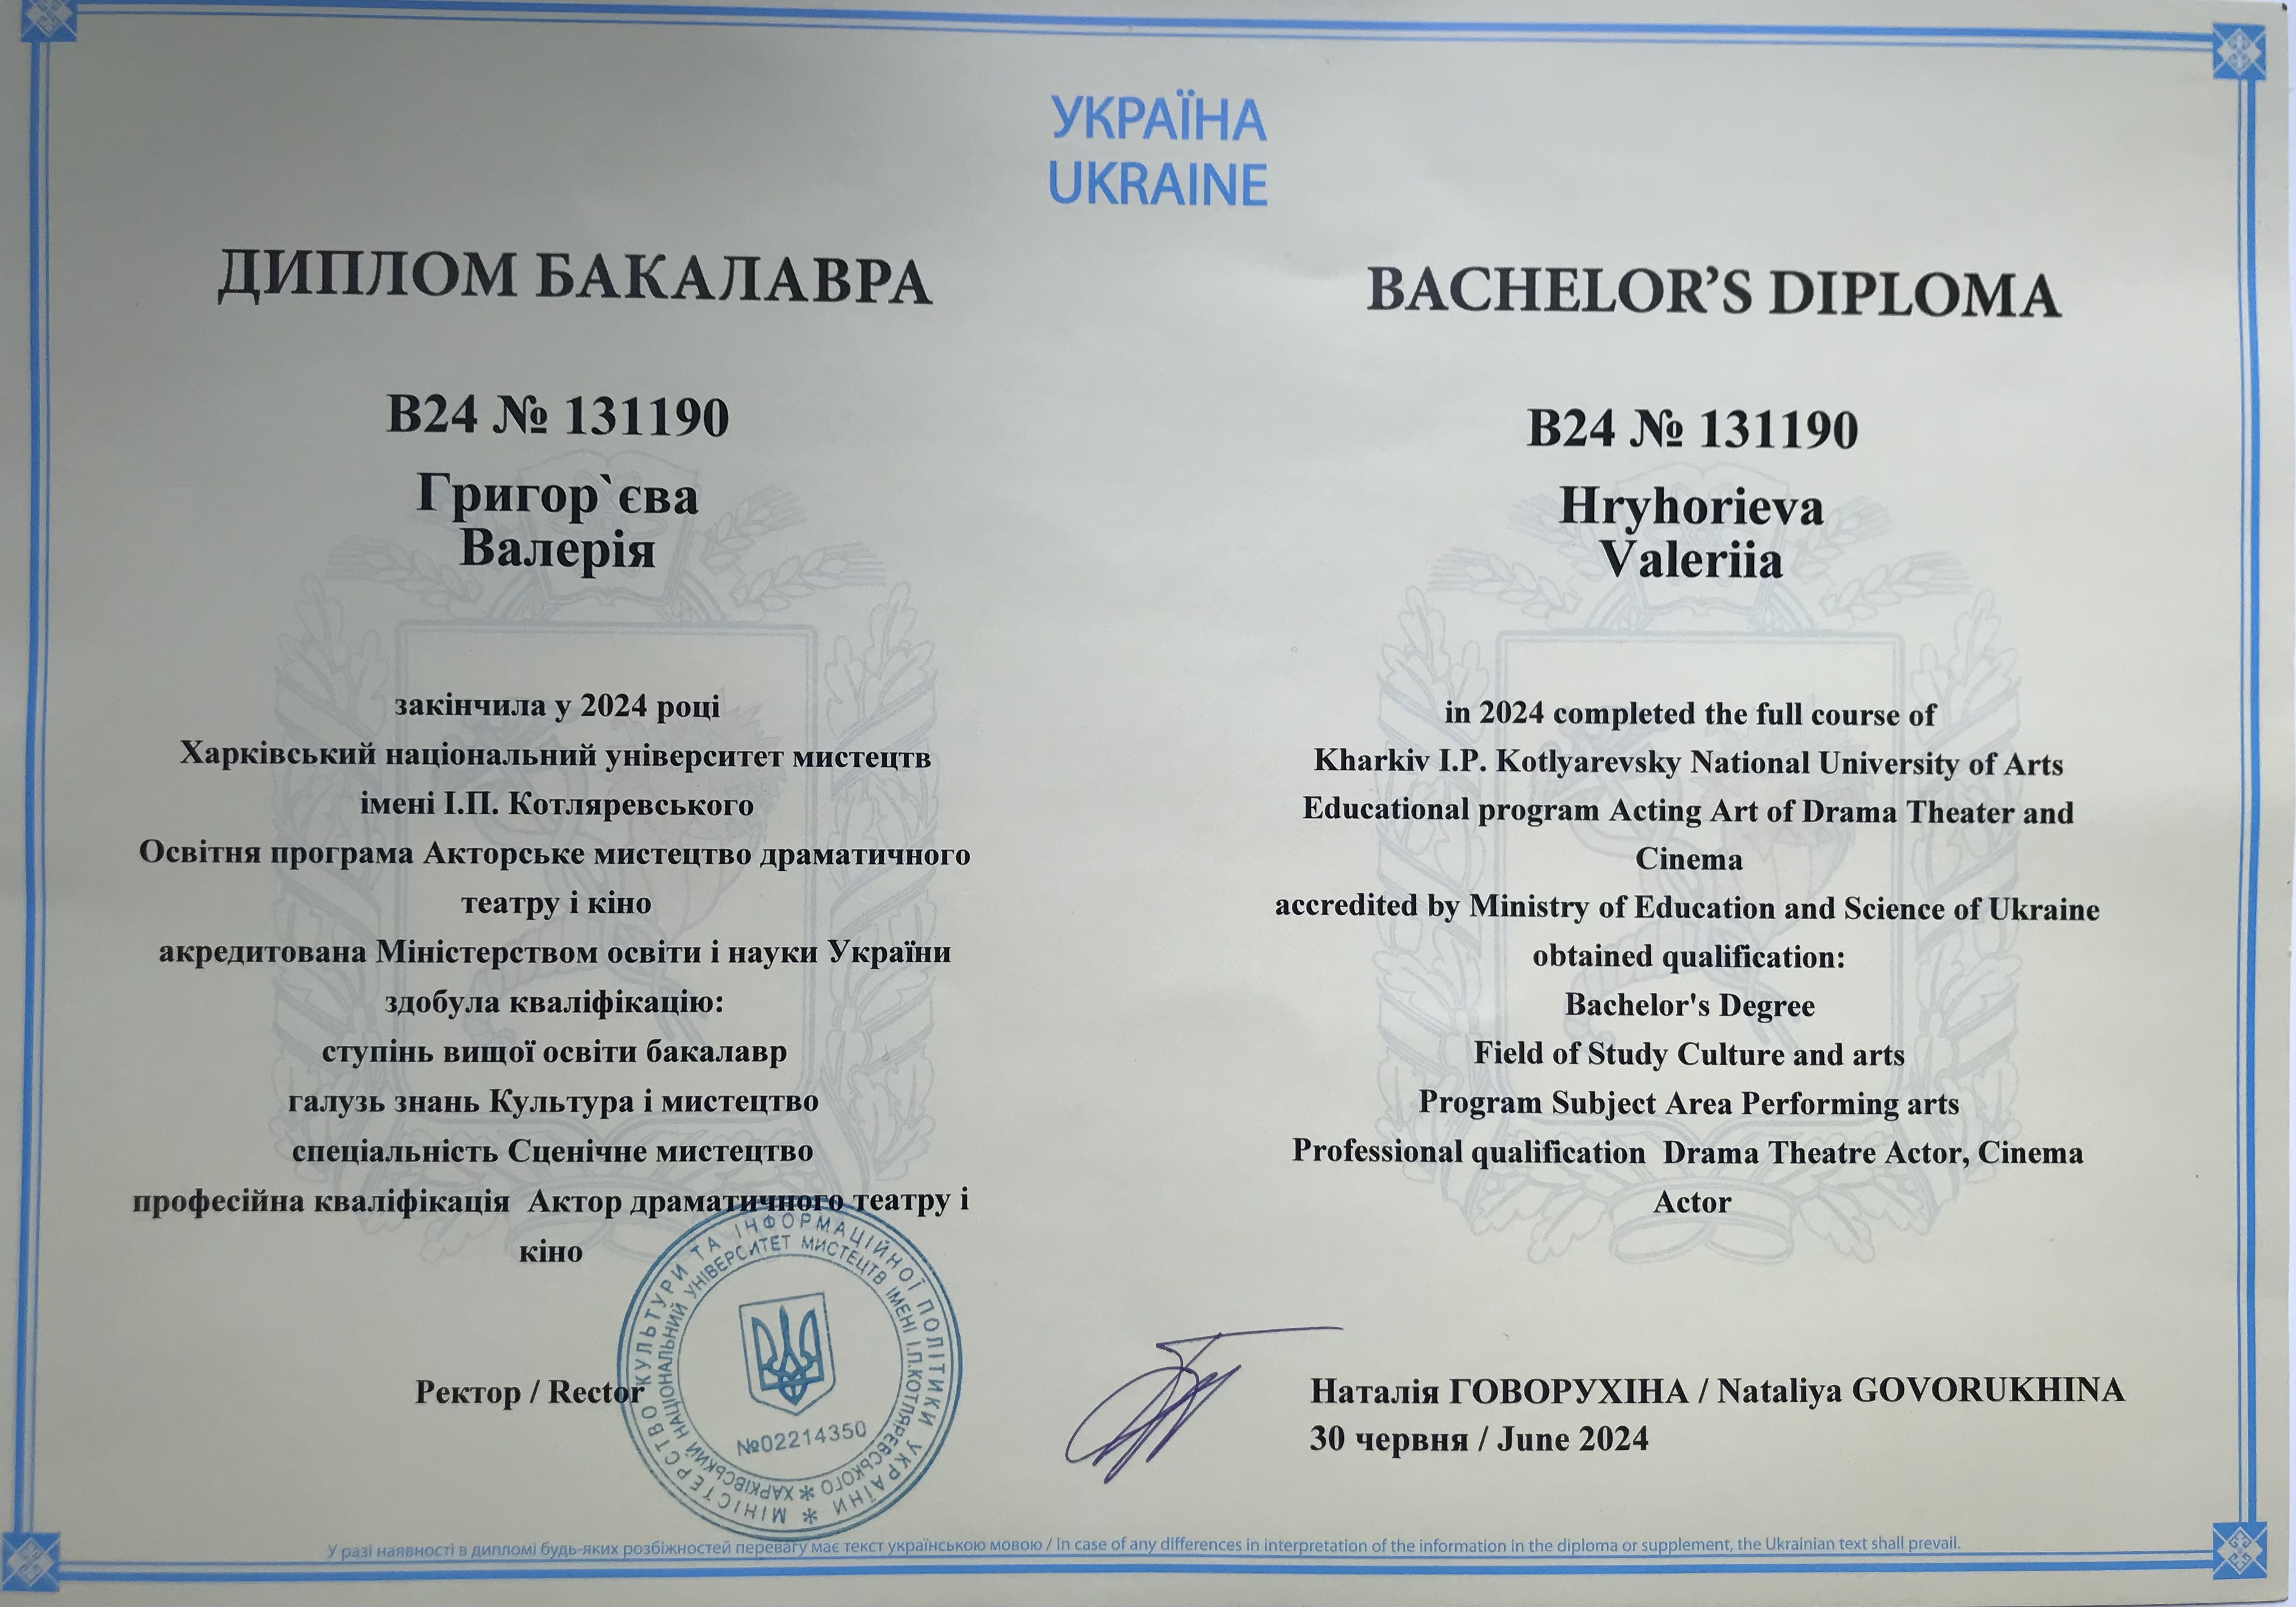 УКРАЇНА
UKRAINE
ДИПЛОМ БАКАЛАВРА
В24 № 131190
Григор`єва
Валерія
закінчила у 2024 році
Харківський національний університет мистецтв
імені І.П. Котляревського
Освітня програма Акторське мистецтво драматичного
театру і кіно
акредитована Міністерством освіти і науки України
здобула кваліфікацію:
ступінь вищої освіти бакалавр
галузь знань Культура і мистецтво
спеціальність Сценічне мистецтво
професійна кваліфікація  Актор драматичного театру і
кіно
BACHELOR’S DIPLOMA
B24 № 131190
Hryhorieva
Valeriia
in 2024 completed the full course of
Kharkiv I.P. Kotlyarevsky National University of Arts
Educational program Acting Art of Drama Theater and
Cinema
accredited by Ministry of Education and Science of Ukraine
obtained qualification:
Bachelor's Degree
Field of Study Culture and arts
Program Subject Area Performing arts
Professional qualification  Drama Theatre Actor, Cinema
Actor
Ректор / Rector
МІНІСТЕРСТВО КУЛЬТУРИ ТА ІНФОРМАЦІЙНОЇ ПОЛІТИКИ УКРАЇНИ *
ХАРКІВСЬКИЙ НАЦІОНАЛЬНИЙ УНІВЕРСИТЕТ МИСТЕЦТВ ІМЕНІ І.П.КОТЛЯРЕВСЬКОГО *
№02214350
Наталія ГОВОРУХІНА / Nataliya GOVORUKHINA
30 червня / June 2024
У разі наявності в дипломі будь-яких розбіжностей перевагу має текст українською мовою / In case of any differences in interpretation of the information in the diploma or supplement, the Ukrainian text shall prevail.